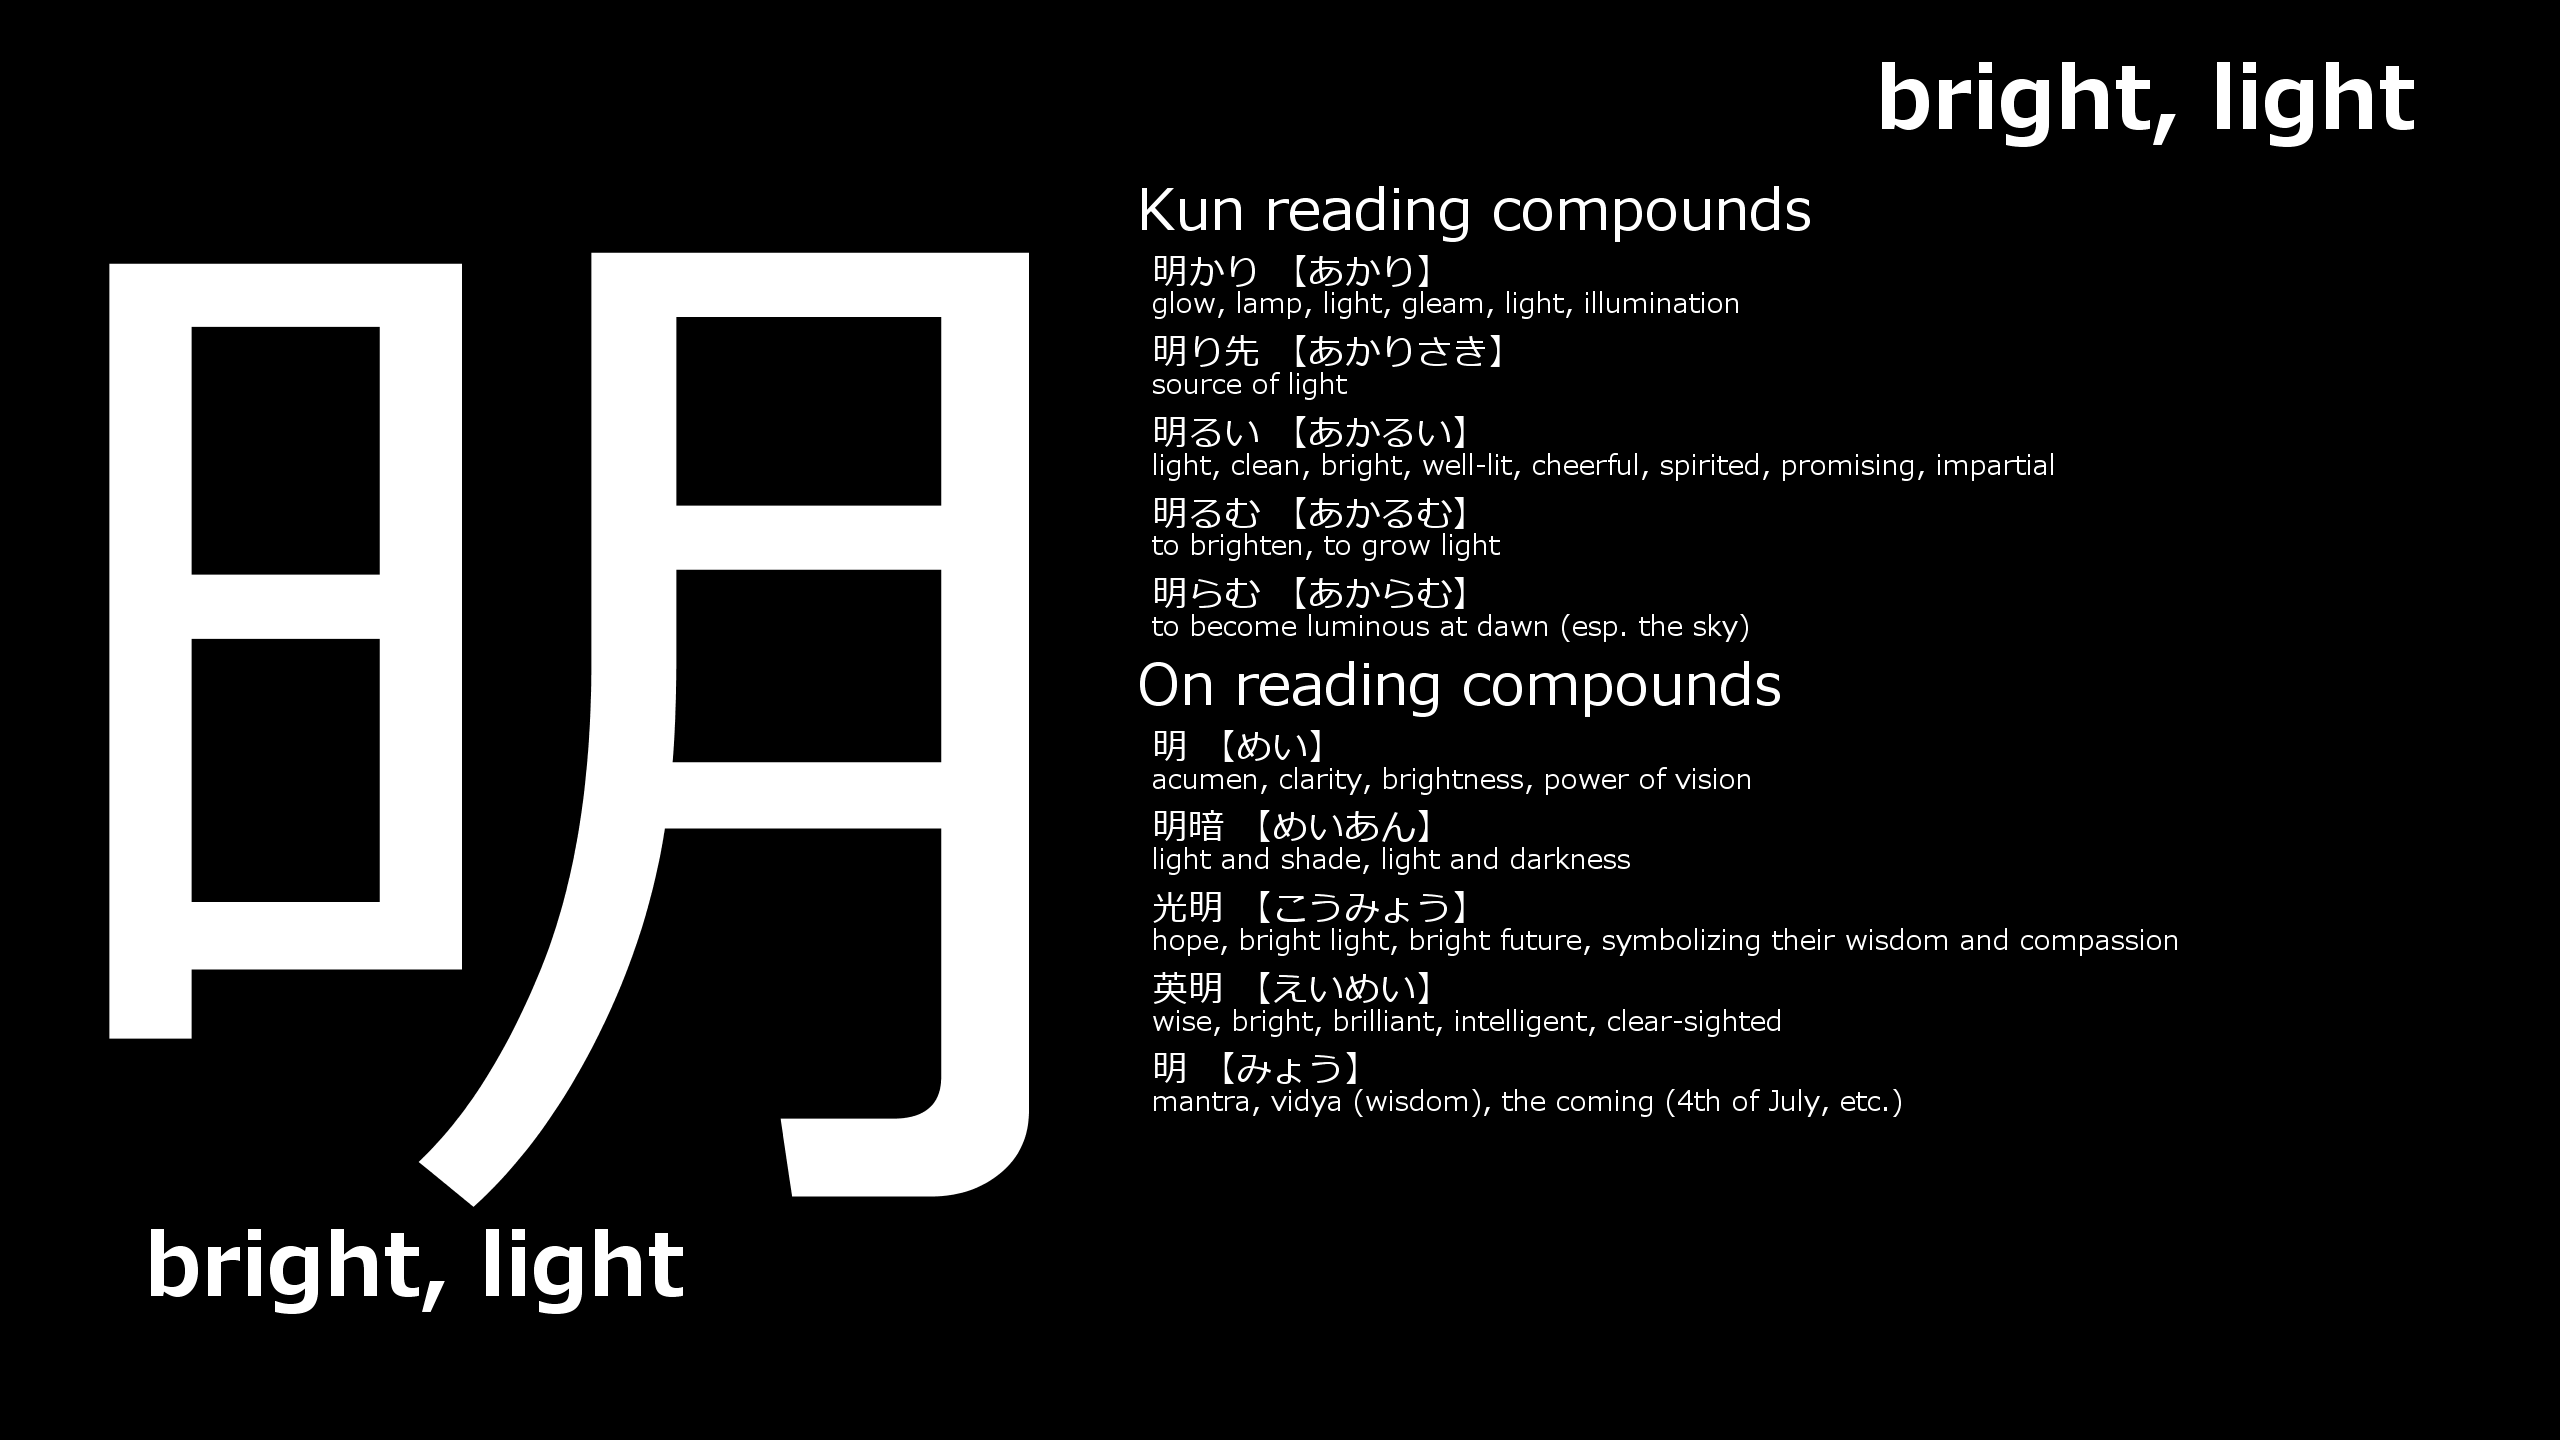 bright, light
明
bright, light
Kun reading compounds
明かり 【あかり】
glow, lamp, light, gleam, light, illumination
明り先 【あかりさき】
source of light
明るい 【あかるい】
light, clean, bright, well-lit, cheerful, spirited, promising, impartial
明るむ 【あかるむ】
to brighten, to grow light
明らむ 【あからむ】
to become luminous at dawn (esp. the sky)
On reading compounds
明 【めい】
acumen, clarity, brightness, power of vision
明暗 【めいあん】
light and shade, light and darkness
光明 【こうみょう】
hope, bright light, bright future, symbolizing their wisdom and compassion
英明 【えいめい】
wise, bright, brilliant, intelligent, clear-sighted
明 【みょう】
mantra, vidya (wisdom), the coming (4th of July, etc.)